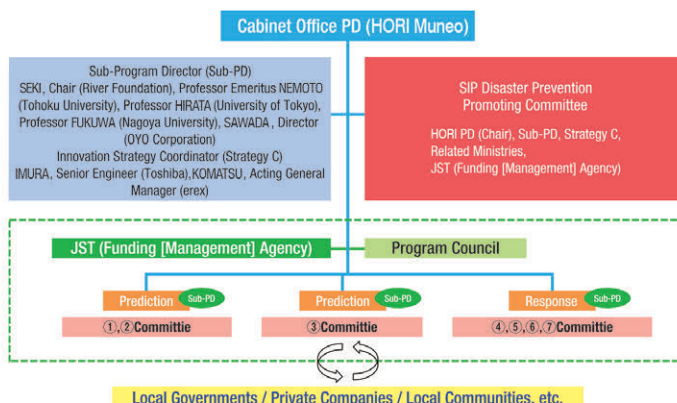 Cabinet Office PD (HORI Muneo)
Sub-Program Director (Sub-PD)
SEKI, Chair (River Foundation), Professor Emeritus NEMOTO
(Tohoku University), Professor HIRATA (University of Tokyo),
Professor FUKUWA (Nagoya University), SAWADA, Director
(OYO Corporation)
Innovation Strategy Coordinator (Strategy C)
IMURA, Senior Engineer (Toshiba),KOMATSU, Acting General
Manager (erex)
SIP Disaster Prevention
Promoting Committee
HORI PD (Chair), Sub-PD, Strategy C,
Related Ministries,
JST (Funding [Management] Agency)
JST (Funding [Management] Agency)
Program Council
Prediction
Sub-PD
①,②Committie
Prediction
Sub-PD
③Committie
Response
Sub-PD
④,⑤,⑥,⑦Committie
Local Governments / Private Companies / Local Communities, etc.